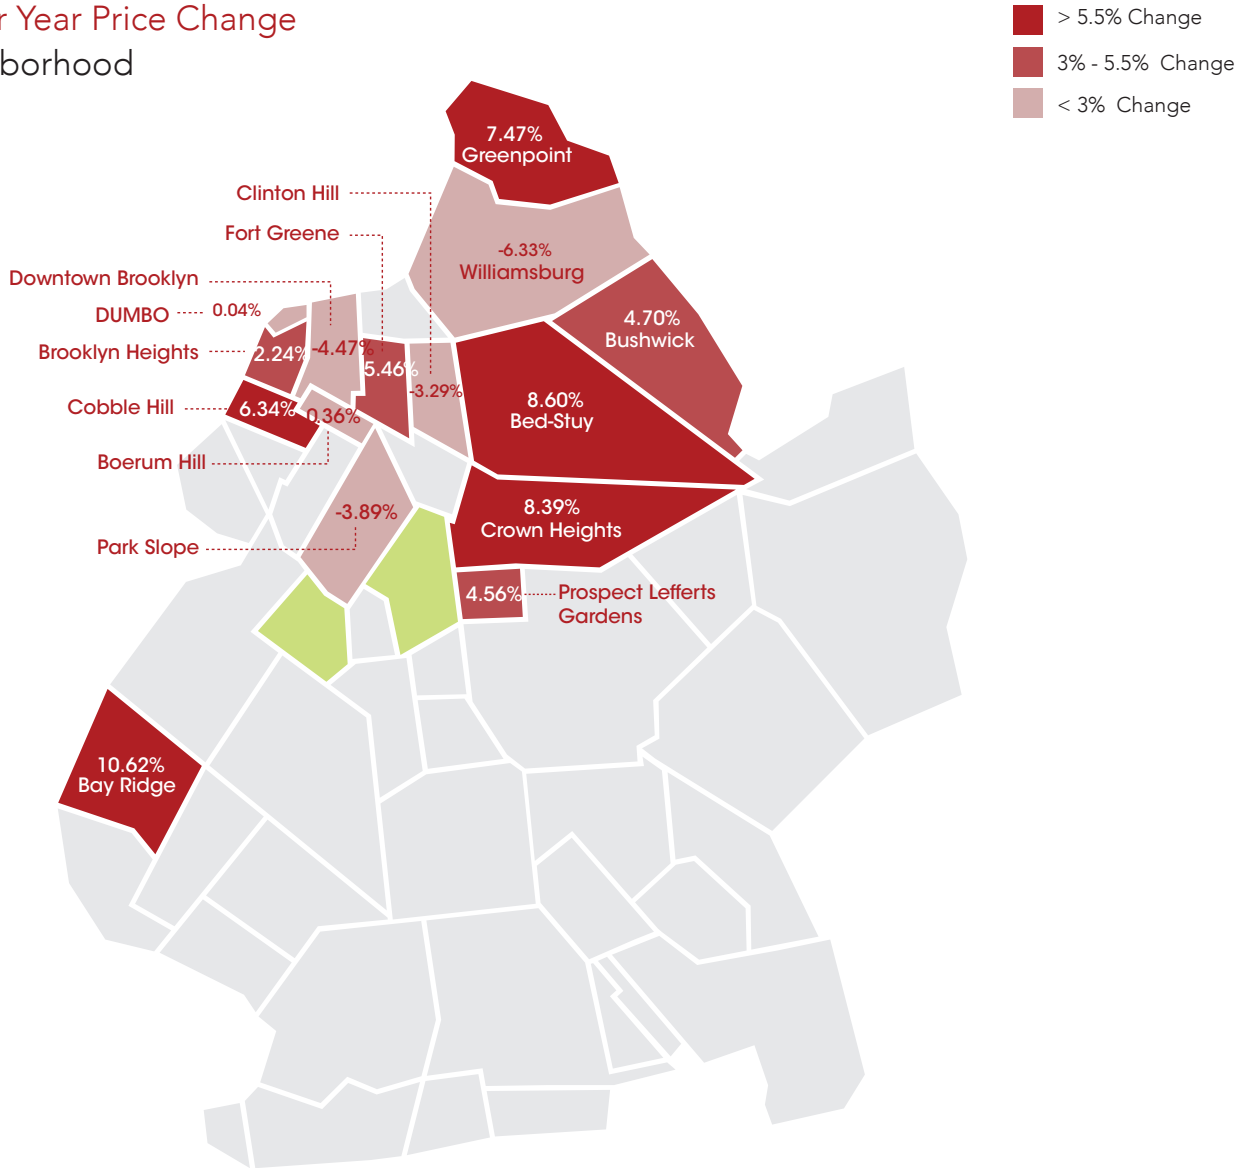 r Year Price Change
borhood
> 5.5% Change
3% - 5.5% Change
< 3% Change
7.47%
Greenpoint
Clinton Hill
Fort Greene
-6.33%
Williamsburg
Downtown Brooklyn
DUMBO
0.04%
4.70%
Bushwick
Brooklyn Heights
2.24%
-4.47%
5.46%
-3.29%
Cobble Hill
6.34%
0.36%
8.60%
Bed-Stuy
Boerum Hill
-3.89%
8.39%
Crown Heights
Park Slope
4.56%
Prospect Lefferts
Gardens
10.62%
Bay Ridge